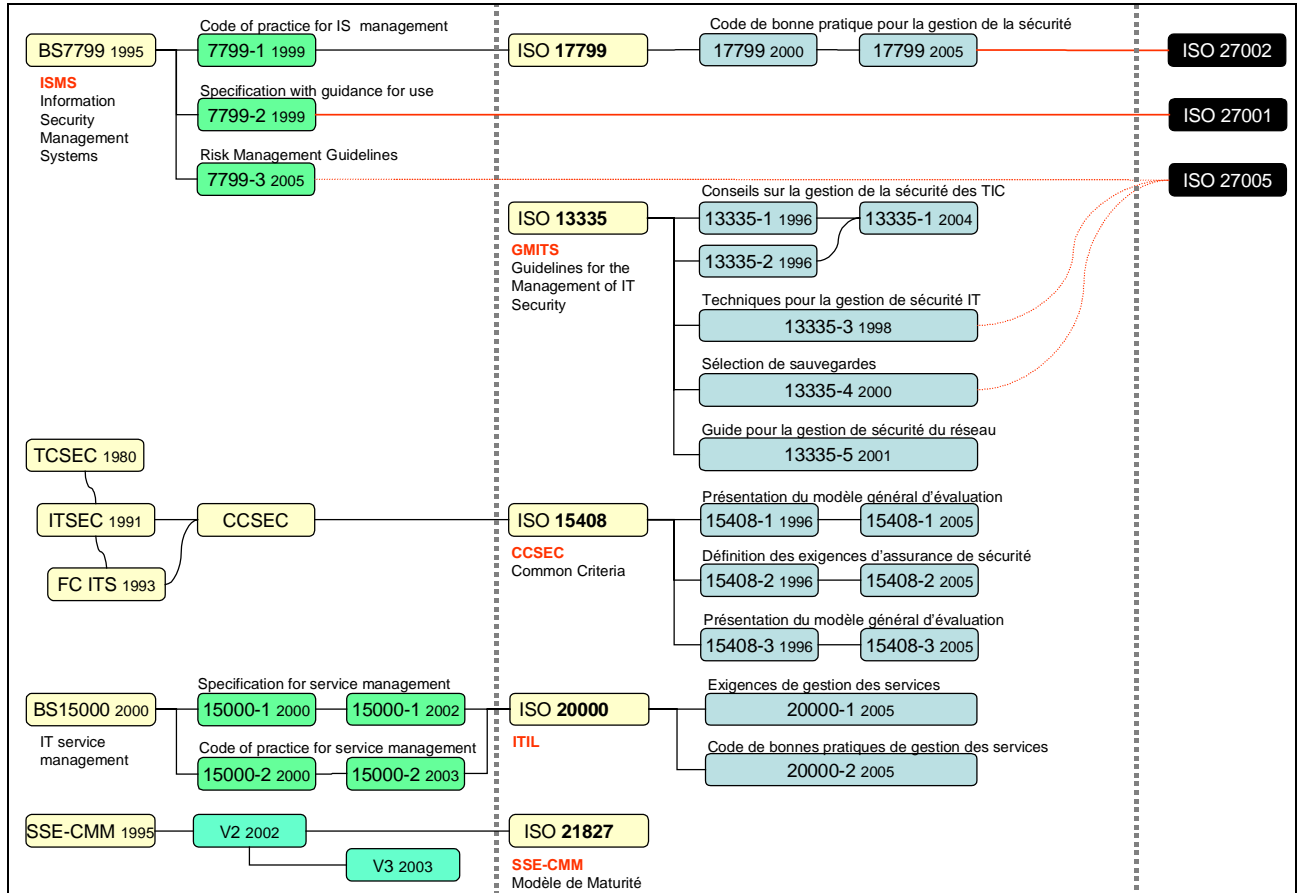 Code of practice for IS management
Code de bonne pratique pour la gestion de la sécurité
BS7799 1995
7799-1 1999
ISO 17799
17799 2000
17799 2005
ISO 27002
ISMS
Information
Security
Management
Systems
Specification with guidance for use
7799-2 1999
ISO 27001
Risk Management Guidelines
7799-3 2005
ISO 27005
Conseils sur la gestion de la sécurité des TIC
ISO 13335
13335-1 1996
13335-1 2004
GMITS
Guidelines for the
Management of IT
Security
13335-2 1996
Techniques pour la gestion de sécurité IT
13335-3 1998
Sélection de sauvegardes
13335-4 2000
Guide pour la gestion de sécurité du réseau
13335-5 2001
TCSEC 1980
ITSEC 1991
CCSEC
FC ITS 1993
ISO 15408
CCSEC
Common Criteria
Présentation du modèle général d'évaluation
15408-1 1996
15408-1 2005
Définition des exigences d'assurance de sécurité
15408-2 1996
15408-2 2005
Présentation du modèle général d'évaluation
15408-3 1996
15408-3 2005
Specification for service management
BS15000 2000
15000-1 2000
15000-1 2002
IT service
management
Code of practice for service management
15000-2 2000
15000-2 2003
ISO 20000
ITIL
Exigences de gestion des services
20000-1 2005
Code de bonnes pratiques de gestion des services
20000-2 2005
SSE-CMM 1995
V2 2002
V3 2003
ISO 21827
SSE-CMM
Modèle de Maturité